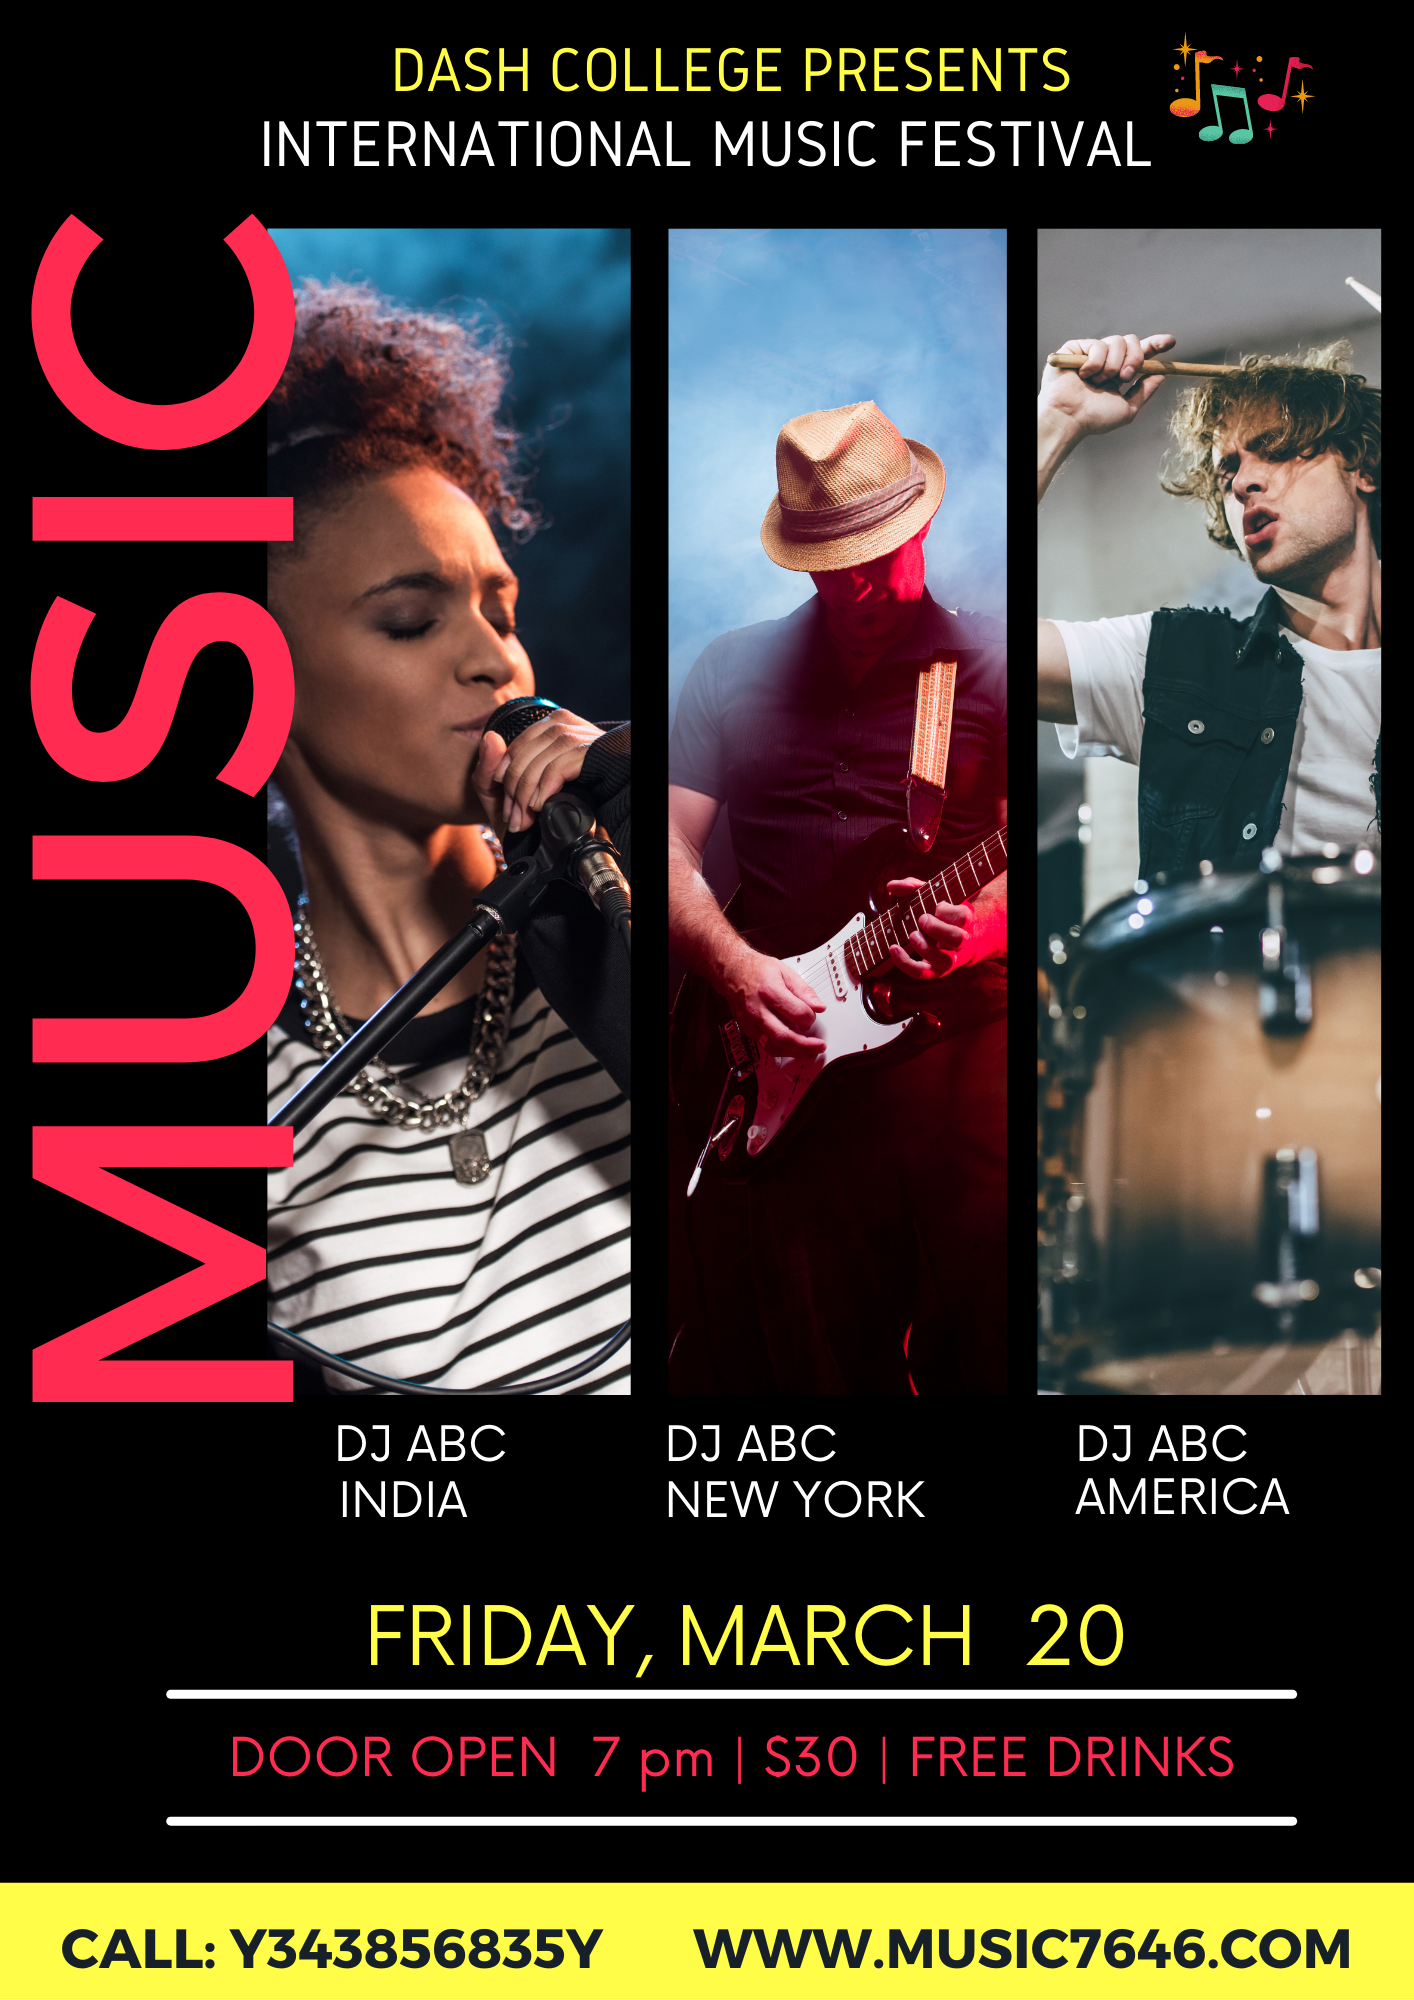 DASH COLLEGE PRESENTS
INTERNATIONAL MUSIC FESTIVAL
MUSIC
DJ ABC
INDIA
DJ ABC
NEW YORK
DJ ABC
AMERICA
FRIDAY, MARCH 20
DOOR OPEN 7 pm | $30 | FREE DRINKS
CALL: Y343856835Y
WWW.MUSIC7646.COM